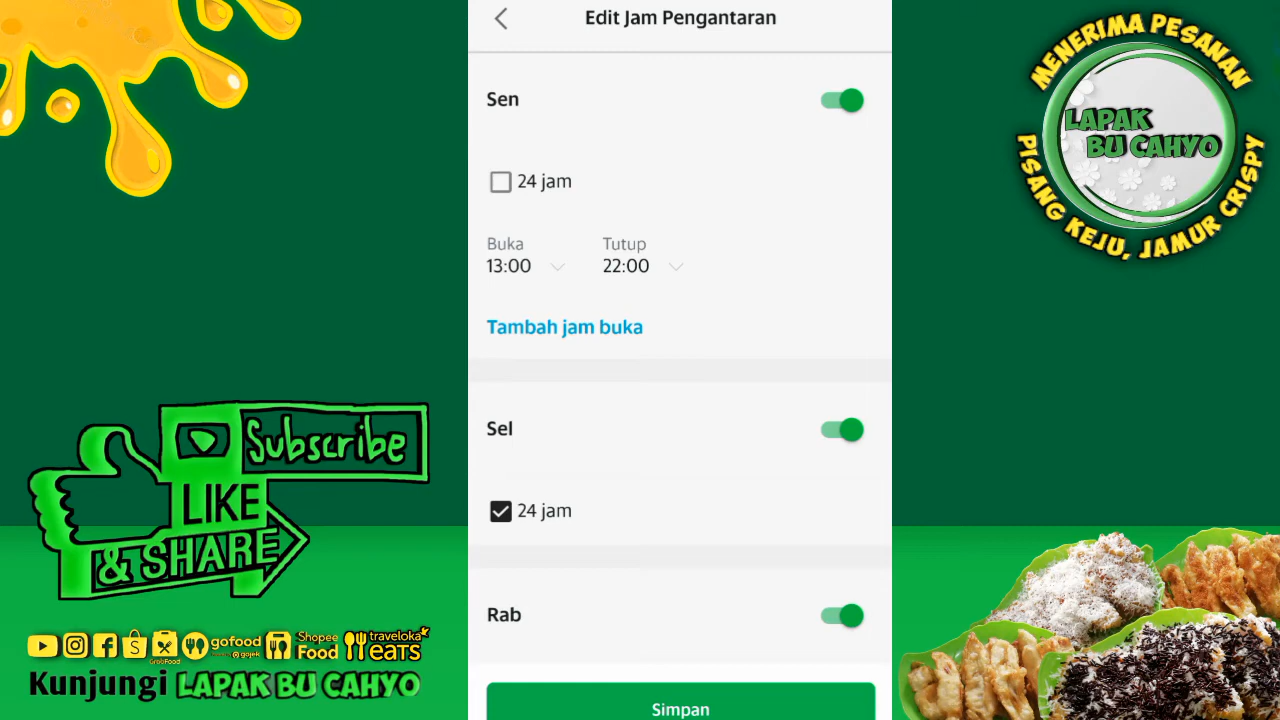 Edit Jam Pengantaran
Sen
24 jam
Buka Tutup
13:00 22:00
Tambah jam buka
Sel
24 jam
Rab
Simpan
MENERIMA PESANAN
LAPAK
BU CAHYO
PISANG KEJU, JAMUR CRISPY
Subscribe
LIKE
& SHARE
GrabFood
gofood
gojek
Shopee
Food
traveloka
EATS
Kunjungi LAPAK BU CAHYO